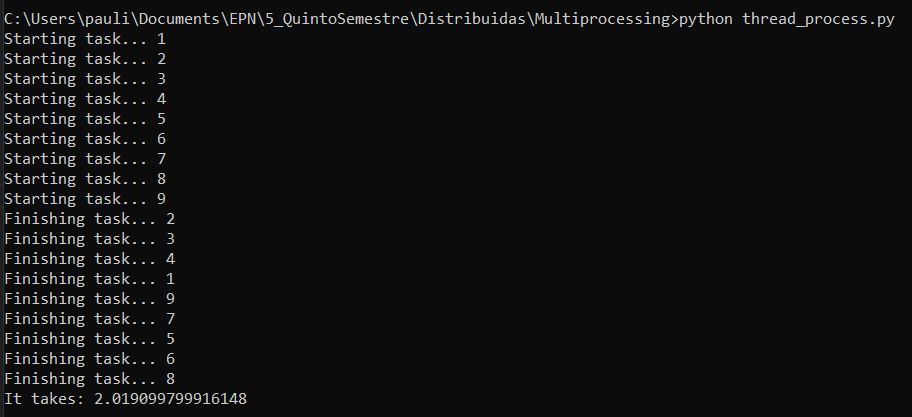 C:\Users\pauli\Documents\EPN\5_QuintoSemestre\Distribuidas\Multiprocessing>python thread_process.py
Starting task... 1
Starting task... 2
Starting task... 3
Starting task... 4
Starting task... 5
Starting task... 6
Starting task... 7
Starting task... 8
Starting task... 9
Finishing task... 2
Finishing task... 3
Finishing task... 4
Finishing task... 1
Finishing task... 9
Finishing task... 7
Finishing task... 5
Finishing task... 6
Finishing task... 8
It takes: 2.019099799916148